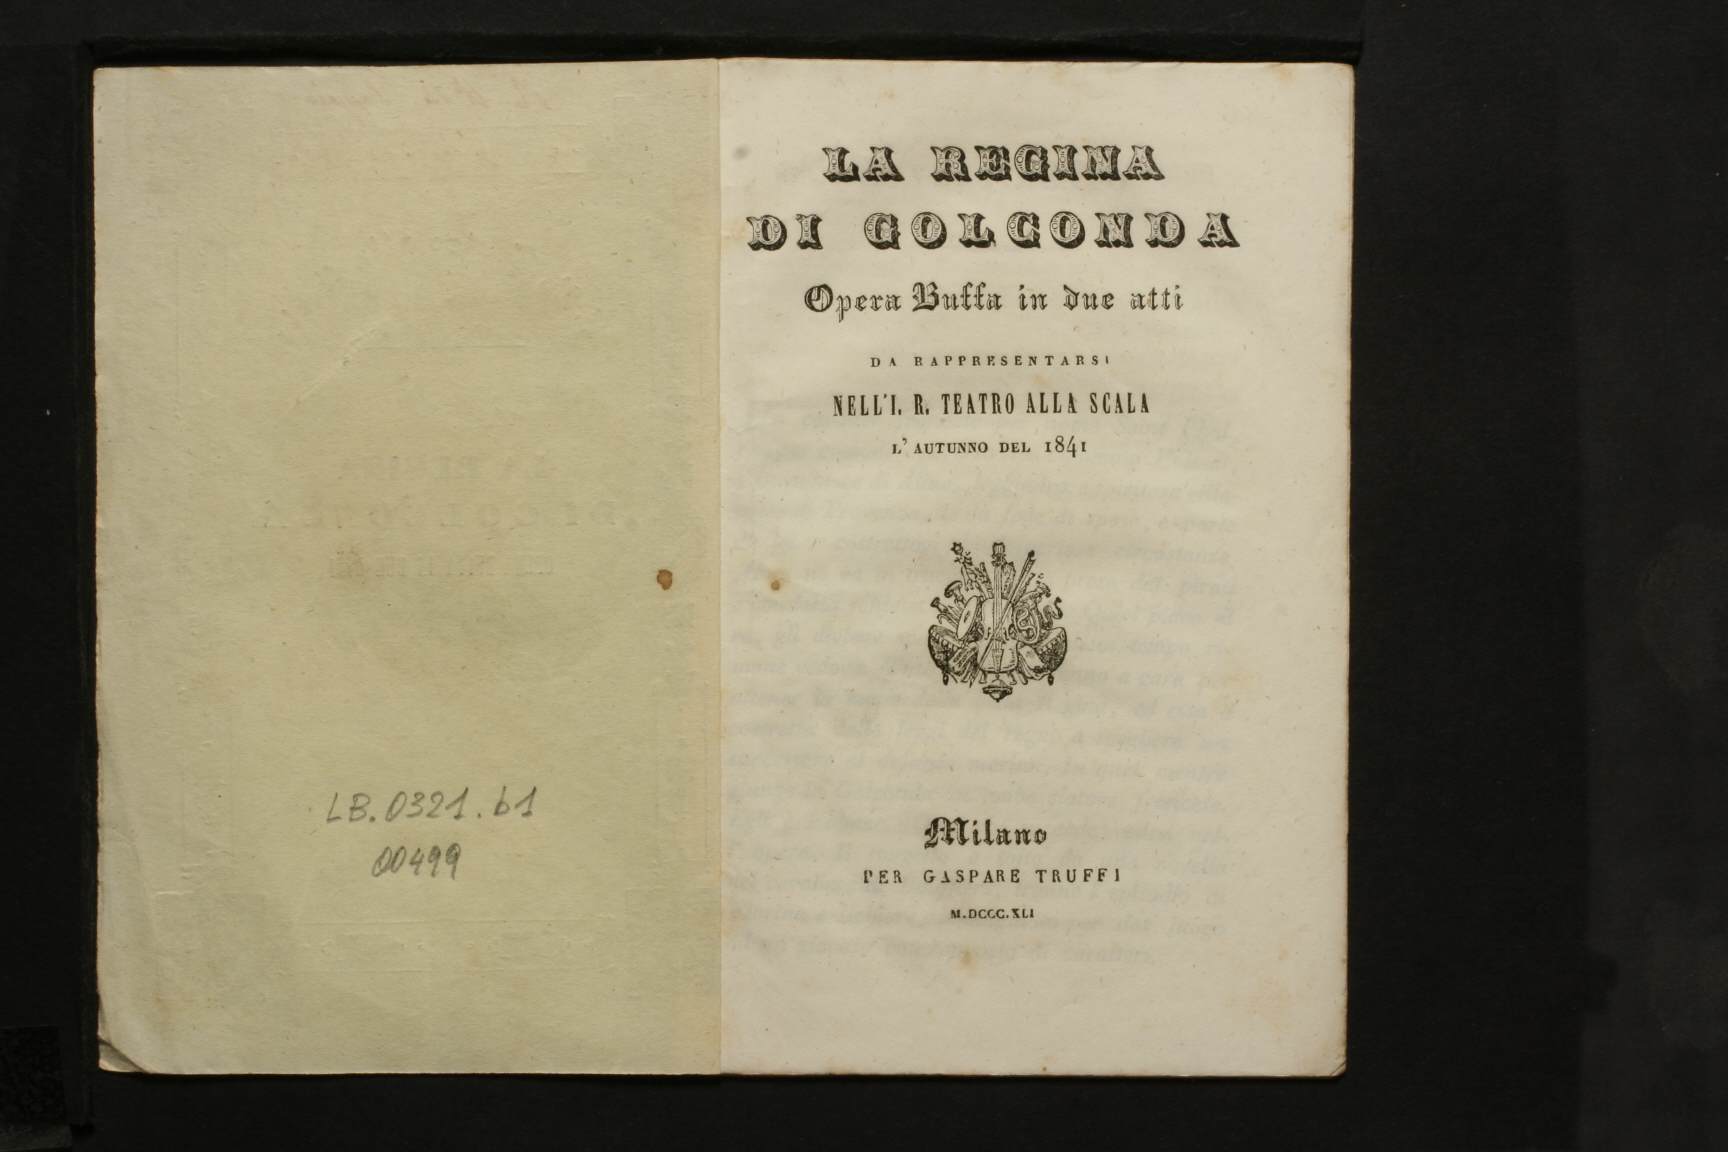 LB.0321.b1
00499
LA REGINA
DI GOLCONDA
Opera Buffa in due atti
DA RAPPRESENTARSI
NELL'I. R. TEATRO ALLA SCALA
L'AUTUNNO DEL 1841
Milano
PER GASPARE TRUFFI
M.DCCC.XLI